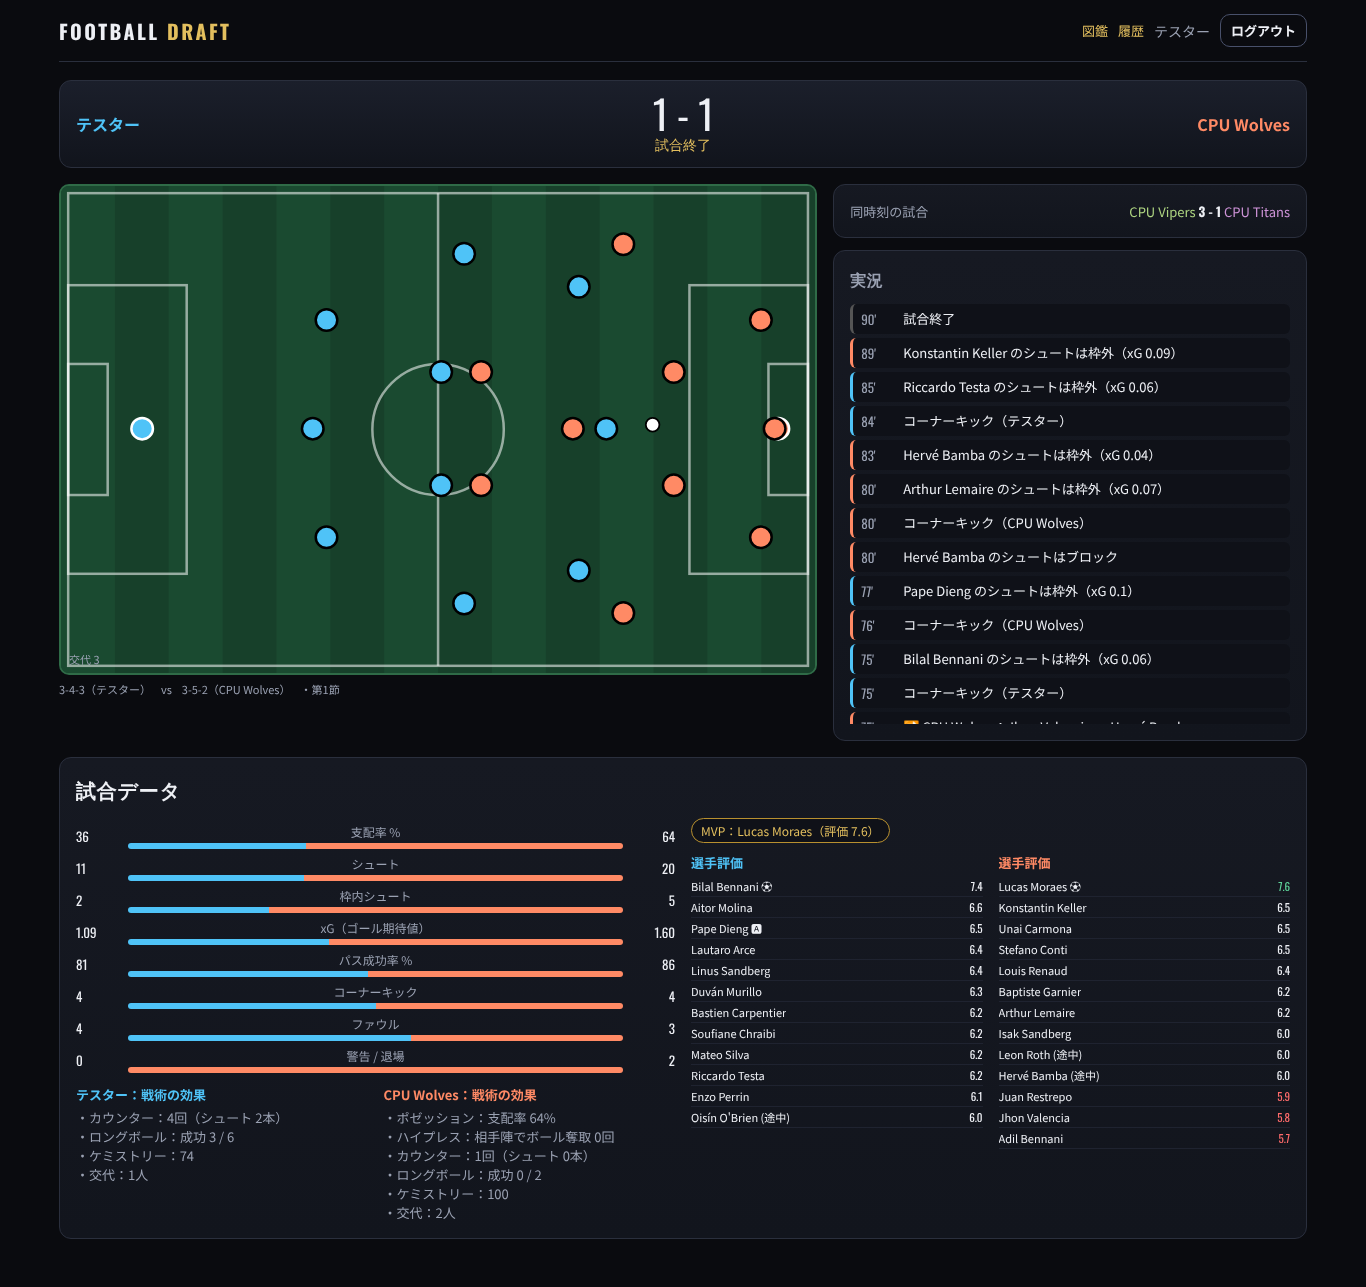 FOOTBALL DRAFT
図鑑 履歴 テスター ログアウト
テスター
1 - 1
試合終了
CPU Wolves
交代 3
3-4-3（テスター） vs 3-5-2（CPU Wolves） ・第1節
同時刻の試合
CPU Vipers 3 - 1 CPU Titans
実況
90' 試合終了
89' Konstantin Keller のシュートは枠外（xG 0.09）
85' Riccardo Testa のシュートは枠外（xG 0.06）
84' コーナーキック（テスター）
83' Hervé Bamba のシュートは枠外（xG 0.04）
80' Arthur Lemaire のシュートは枠外（xG 0.07）
80' コーナーキック（CPU Wolves）
80' Hervé Bamba のシュートはブロック
77' Pape Dieng のシュートは枠外（xG 0.1）
76' コーナーキック（CPU Wolves）
75' Bilal Bennani のシュートは枠外（xG 0.06）
75' コーナーキック（テスター）
試合データ
36 支配率 % 64
11 シュート 20
2 枠内シュート 5
1.09 xG（ゴール期待値） 1.60
81 パス成功率 % 86
4 コーナーキック 4
4 ファウル 3
0 警告 / 退場 2
テスター：戦術の効果
・カウンター：4回（シュート 2本）
・ロングボール：成功 3 / 6
・ケミストリー：74
・交代：1人
CPU Wolves：戦術の効果
・ポゼッション：支配率 64%
・ハイプレス：相手陣でボール奪取 0回
・カウンター：1回（シュート 0本）
・ロングボール：成功 0 / 2
・ケミストリー：100
・交代：2人
MVP：Lucas Moraes（評価 7.6）
選手評価
Bilal Bennani ⚽ 7.4
Aitor Molina 6.6
Pape Dieng 🅰 6.5
Lautaro Arce 6.4
Linus Sandberg 6.4
Duván Murillo 6.3
Bastien Carpentier 6.2
Soufiane Chraibi 6.2
Mateo Silva 6.2
Riccardo Testa 6.2
Enzo Perrin 6.1
Oisín O'Brien (途中) 6.0
選手評価
Lucas Moraes ⚽ 7.6
Konstantin Keller 6.5
Unai Carmona 6.5
Stefano Conti 6.5
Louis Renaud 6.4
Baptiste Garnier 6.2
Arthur Lemaire 6.2
Isak Sandberg 6.0
Leon Roth (途中) 6.0
Hervé Bamba (途中) 6.0
Juan Restrepo 5.9
Jhon Valencia 5.8
Adil Bennani 5.7